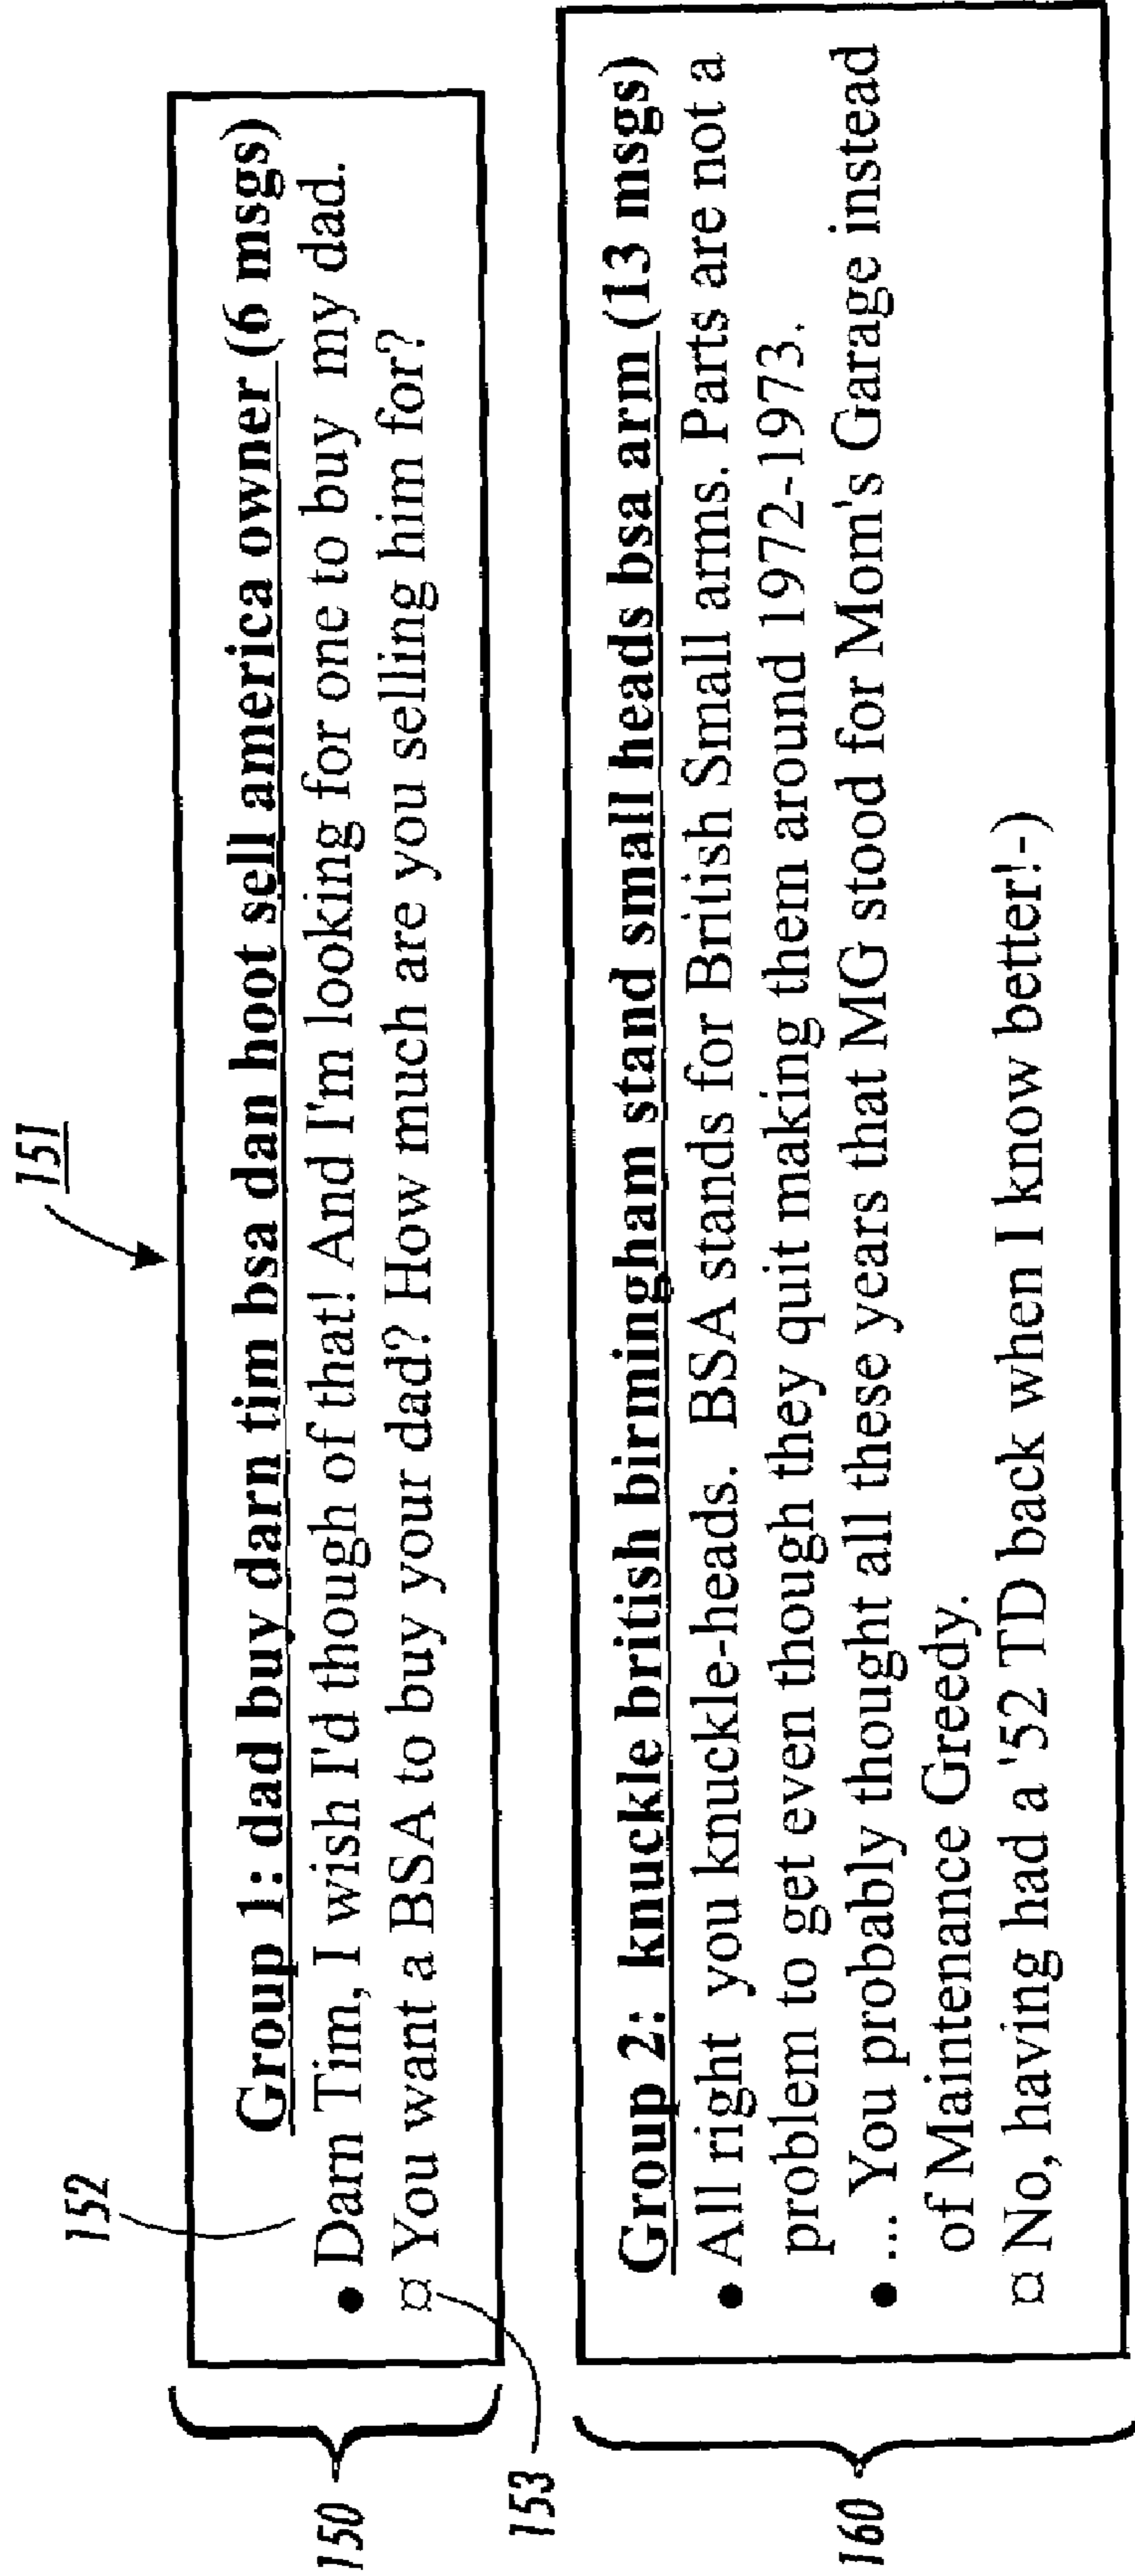 151
152
Group 1: dad buy darn tim bsa dan hoot sell america owner (6 msgs)
• Darn Tim, I wish I'd though of that! And I'm looking for one to buy my dad.
¤ You want a BSA to buy your dad? How much are you selling him for?
150
153
Group 2: knuckle british birmingham stand small heads bsa arm (13 msgs)
• All right you knuckle-heads. BSA stands for British Small arms. Parts are not a
problem to get even though they quit making them around 1972-1973.
• ... You probably thought all these years that MG stood for Mom's Garage instead
of Maintenance Greedy.
¤ No, having had a '52 TD back when I know better!-)
160